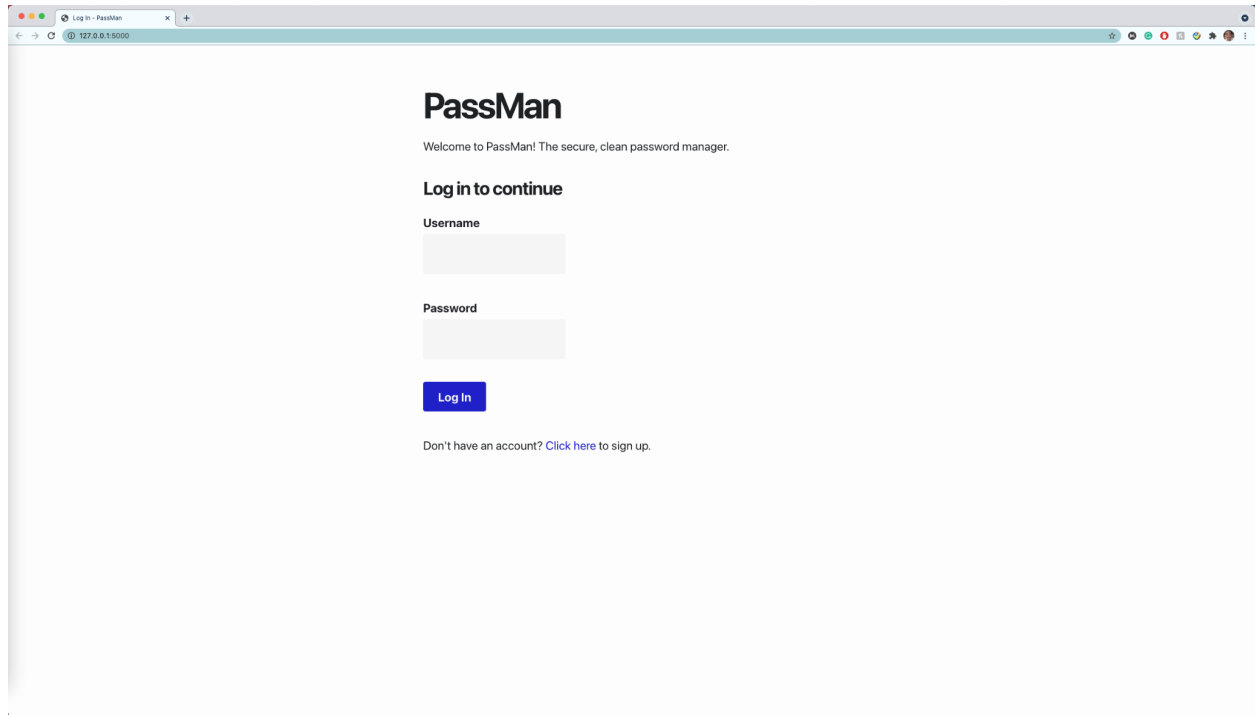 Log In - PassMan
127.0.0.1:5000
PassMan
Welcome to PassMan! The secure, clean password manager.
Log in to continue
Username
Password
Log In
Don't have an account? Click here to sign up.